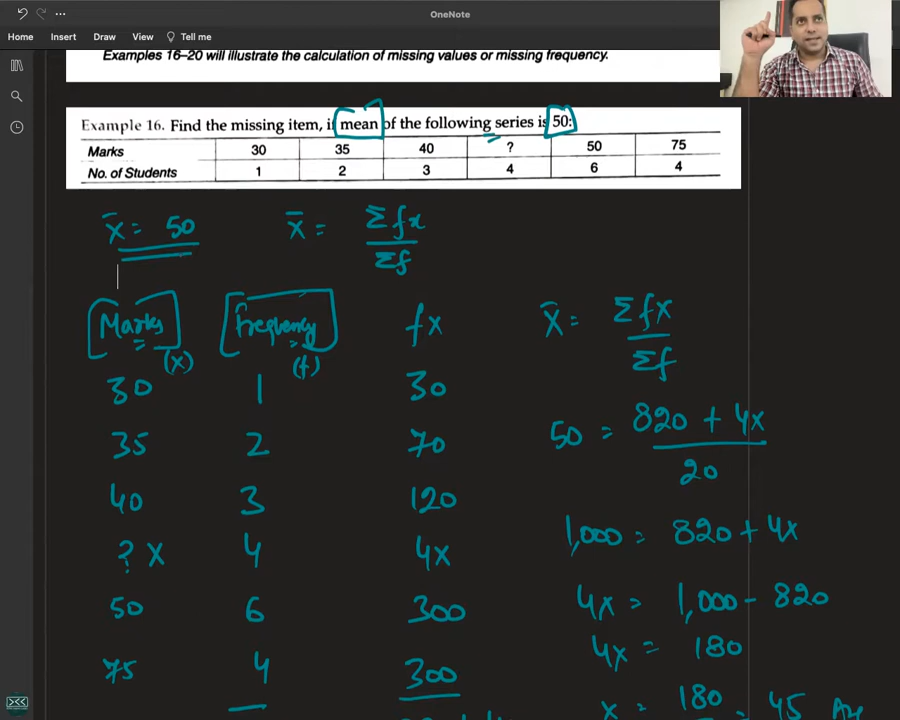 OneNote
Home Insert Draw View Tell me
Examples 16–20 will illustrate the calculation of missing values or missing frequency.
Example 16. Find the missing item, if mean of the following series is 50:
Marks 30 35 40 ? 50 75
No. of Students 1 2 3 4 6 4
x̄ = 50 x̄ = Σfx / Σf
Marks (x) Frequency (f) fx
30 1 30
35 2 70
40 3 120
? x 4 4x
50 6 300
75 4 300
x̄ = Σfx / Σf
50 = 820 + 4x / 20
1,000 = 820 + 4x
4x = 1,000 - 820
4x = 180
x = 180 = 45